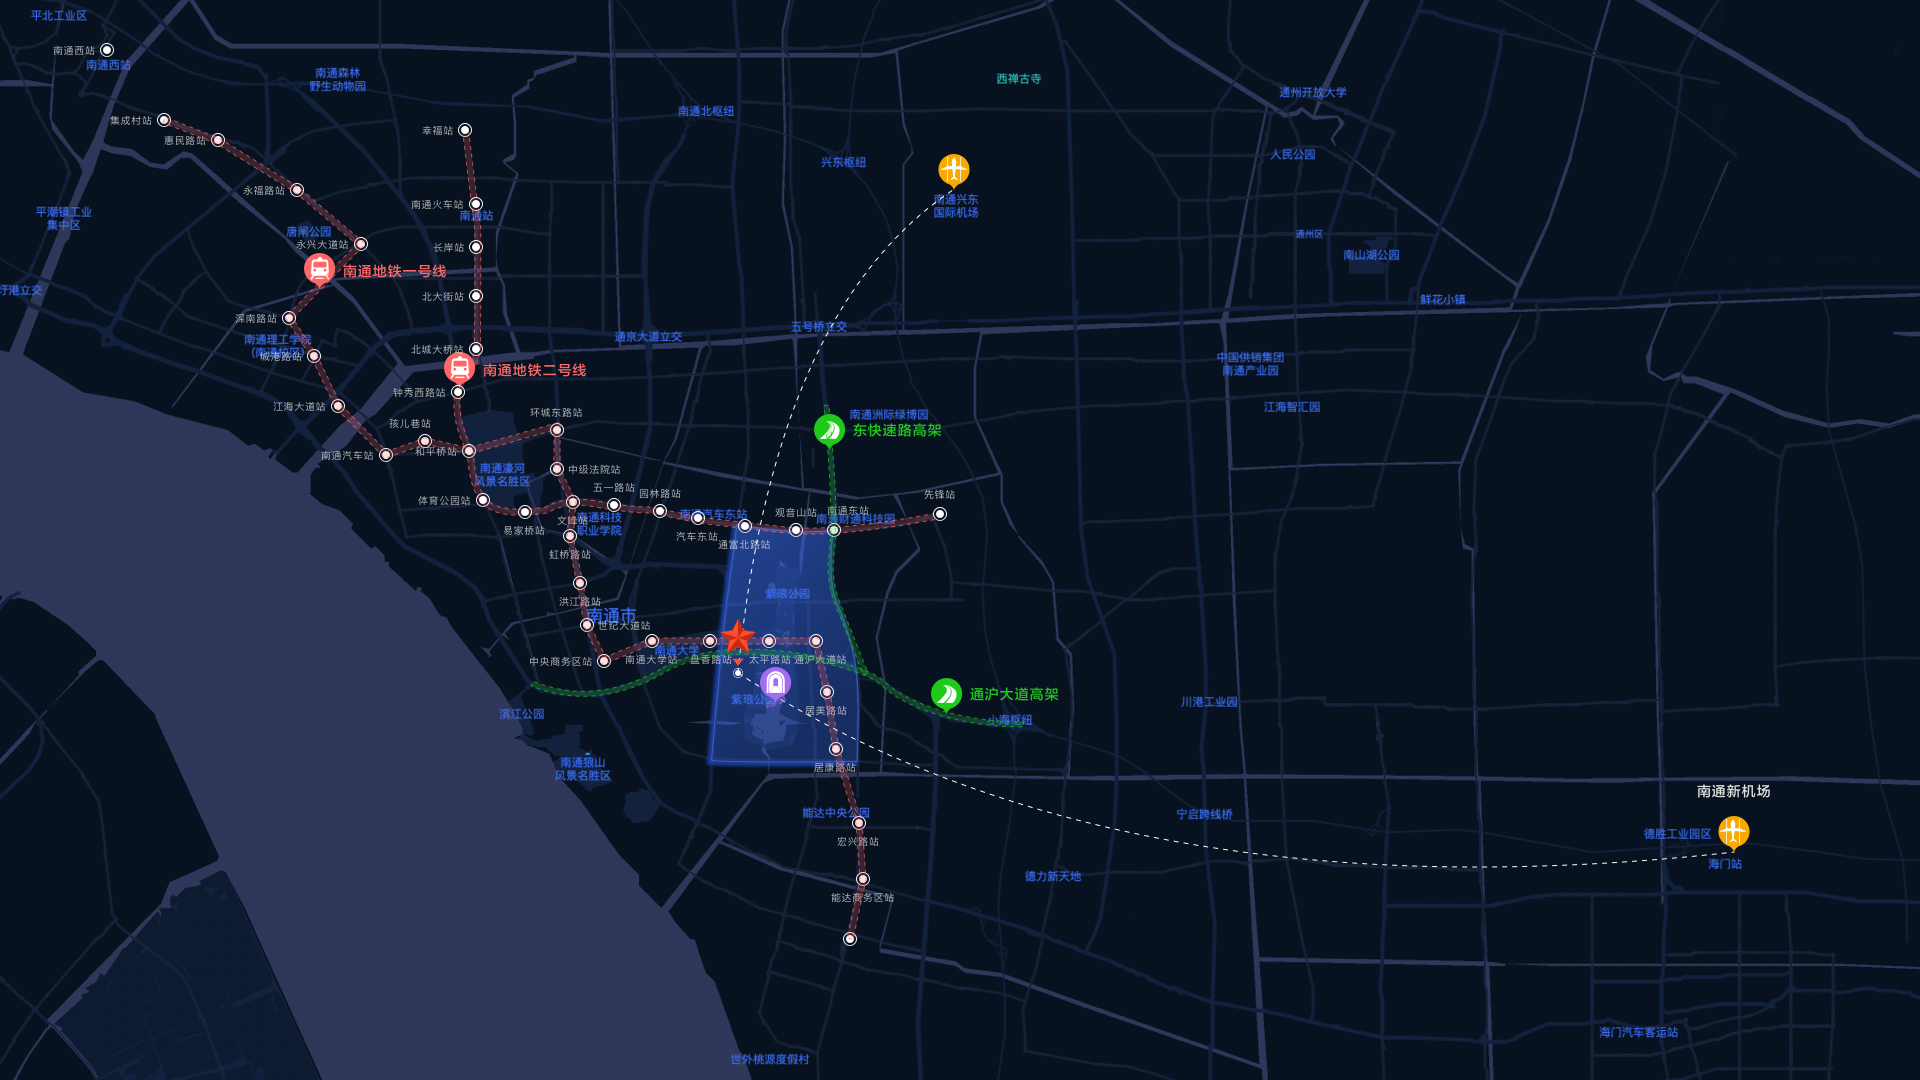 平北工业区
南通西站
南通西站
南通森林
野生动物园
西禅古寺
通州开放大学
南通北枢纽
集成村站
幸福站
惠民路站
兴东枢纽
人民公园
永福路站
南通兴东
国际机场
南通火车站
南通站
平潮镇工业
集中区
唐闸公园
永兴大道站
长岸站
通州区
南山湖公园
南通地铁一号线
圩港立交
北大街站
鲜花小镇
深南路站
五号桥立交
通京大道立交
南通理工学院
城港路站
北城大桥站
中国供销集团
南通产业园
南通地铁二号线
钟秀西路站
江海大道站
江海智汇园
环城东路站
南通洲际绿博园
孩儿巷站
东快速路高架
南通汽车站
和平桥站
南通濠河
风景名胜区
中级法院站
五一路站
园林路站
先锋站
体育公园站
南通汽车东站
观音山站
南通东站
南通财通科技园
文峰站
南通科技
职业学院
易家桥站
汽车东站
通富北路站
虹桥路站
紫琅公园
洪江路站
南通市
世纪大道站
南通大学
中央商务区站
南通大学站
盘香路站
太平路站
通沪大道站
通沪大道高架
紫琅公
川港工业园
滨江公园
居美路站
小海枢纽
南通狼山
风景名胜区
居康路站
南通新机场
能达中央公园
宁启跨线桥
德胜工业园区
宏兴路站
海门站
德力新天地
能达商务区站
海门汽车客运站
世外桃源度假村